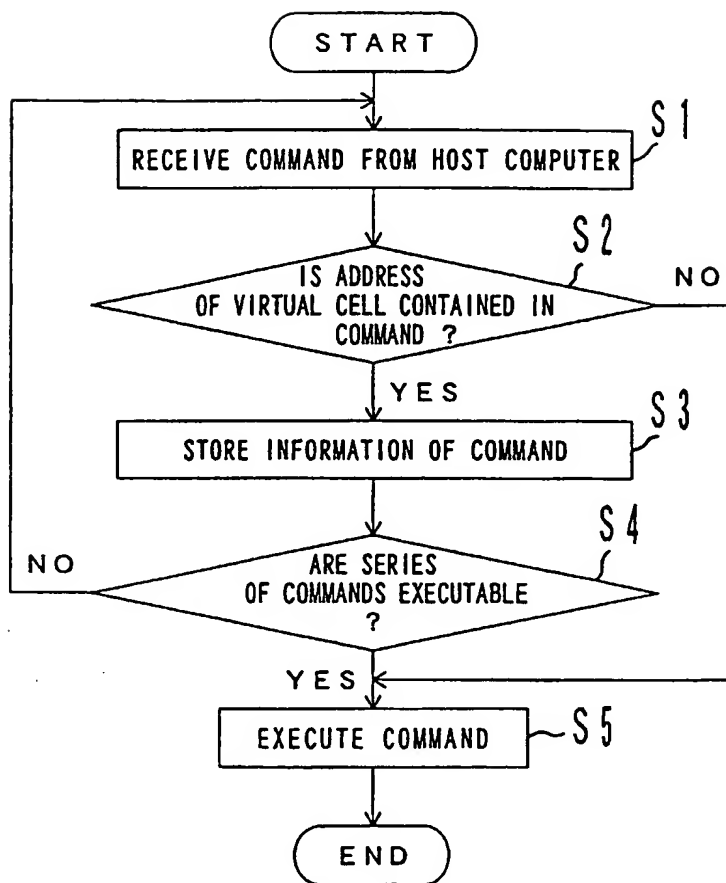 START
S1
RECEIVE COMMAND FROM HOST COMPUTER
S2
IS ADDRESS
OF VIRTUAL CELL CONTAINED IN
COMMAND ?
NO
YES
S3
STORE INFORMATION OF COMMAND
S4
ARE SERIES
OF COMMANDS EXECUTABLE
?
NO
YES
S5
EXECUTE COMMAND
END